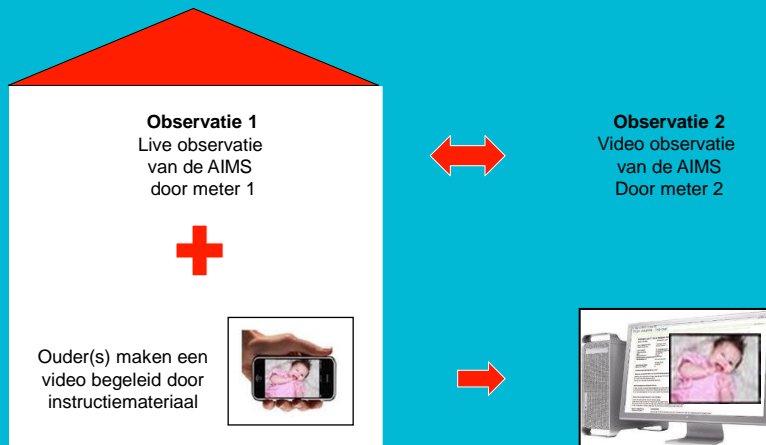 Observatie 1
Live observatie
van de AIMS
door meter 1
Observatie 2
Video observatie
van de AIMS
Door meter 2
Ouder(s) maken een
video begeleid door
instructiemateriaal